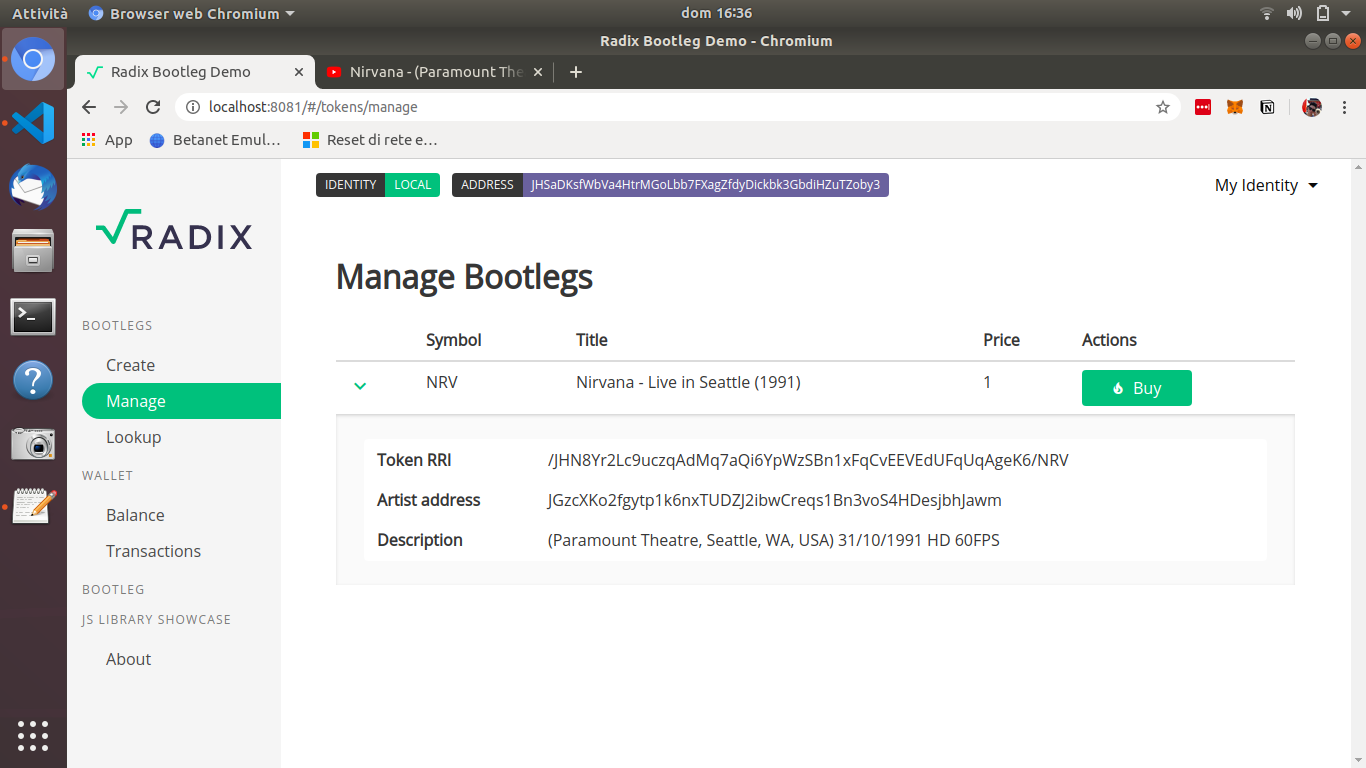 Attività
Browser web Chromium
dom 16:36
Radix Bootleg Demo - Chromium
Radix Bootleg Demo
Nirvana - (Paramount The
localhost:8081/#/tokens/manage
App
Betanet Emul…
Reset di rete e…
RADIX
BOOTLEGS
Create
Manage
Lookup
WALLET
Balance
Transactions
BOOTLEG
JS LIBRARY SHOWCASE
About
IDENTITY LOCAL
ADDRESS JHSaDKsfWbVa4HtrMGoLbb7FXagZfdyDickbk3GbdiHZuTZoby3
My Identity
Manage Bootlegs
Symbol Title Price Actions
NRV Nirvana - Live in Seattle (1991) 1 Buy
Token RRI /JHN8Yr2Lc9uczqAdMq7aQi6YpWzSBn1xFqCvEEVEdUFqUqAgeK6/NRV
Artist address JGzcXKo2fgytp1k6nxTUDZJ2ibwCreqs1Bn3voS4HDesjbhJawm
Description (Paramount Theatre, Seattle, WA, USA) 31/10/1991 HD 60FPS